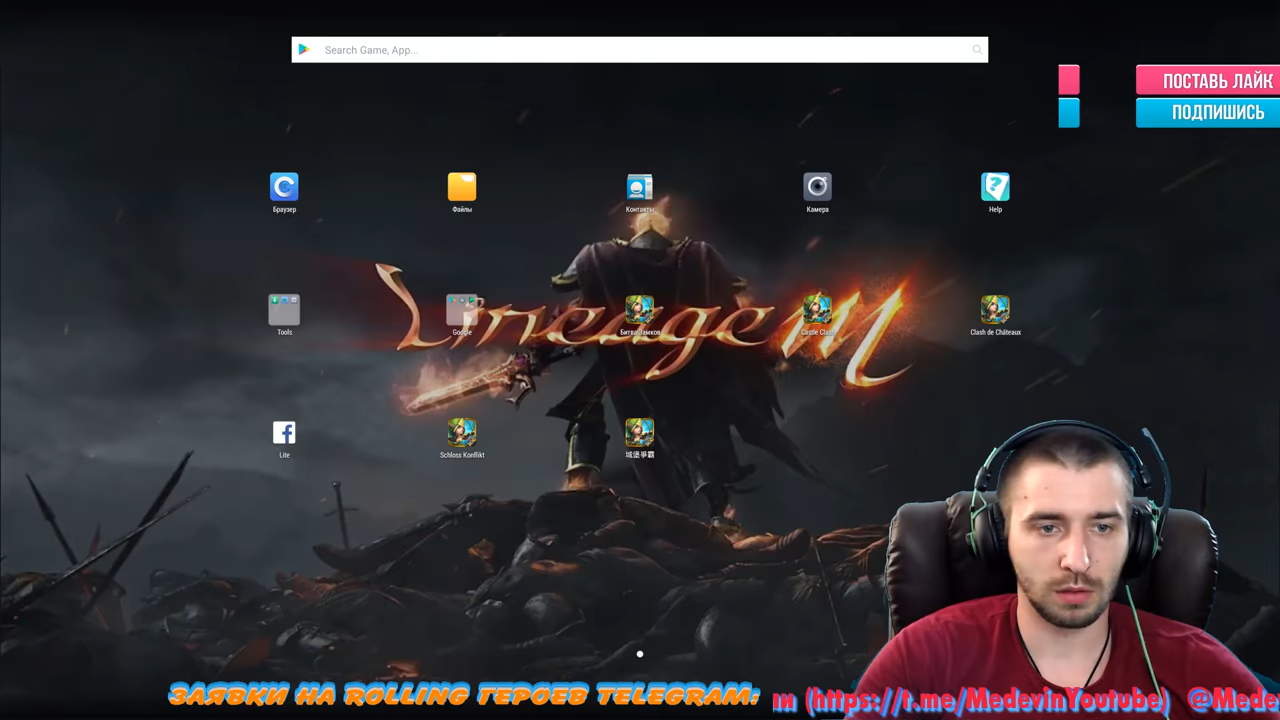 Search Game, App...
ПОСТАВЬ ЛАЙК
ПОДПИШИСЬ
Браузер
Файлы
Контакты
Камера
Help
Tools
Google
Битва Замков
Castle Clash
Clash de Châteaux
Lineage M
Lite
Schloss Konflikt
城堡爭霸
ЗАЯВКИ НА ROLLING ГЕРОЕВ TELEGRAM:
(https://t.me/MedevinYoutube) @Mede